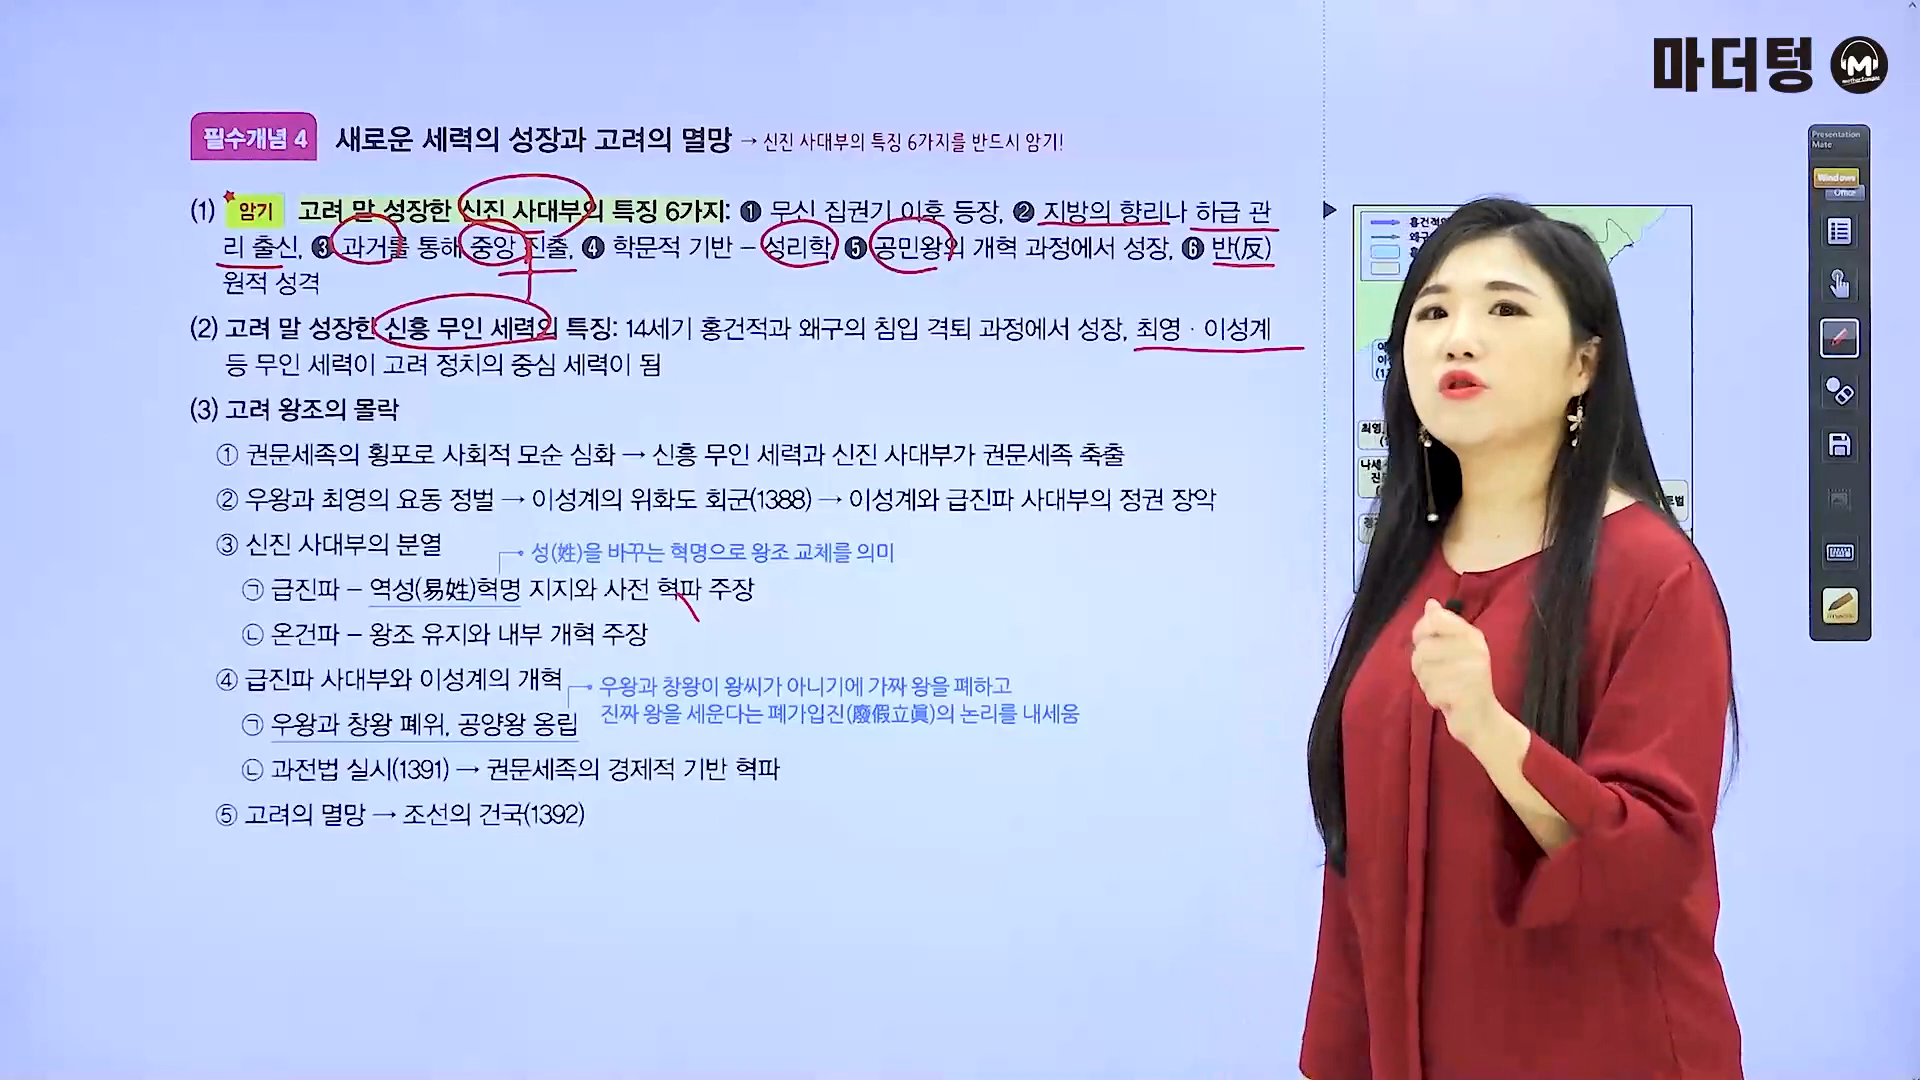 마더텅
Presentation
Mate
Windows
Office
필수개념 4 새로운 세력의 성장과 고려의 멸망 → 신진 사대부의 특징 6가지를 반드시 암기!
(1) 암기 고려 말 성장한 신진 사대부의 특징 6가지: ❶ 무신 집권기 이후 등장, ❷ 지방의 향리나 하급 관
리 출신, ❸ 과거를 통해 중앙 진출, ❹ 학문적 기반 – 성리학, ❺ 공민왕의 개혁 과정에서 성장, ❻ 반(反)
원적 성격
(2) 고려 말 성장한 신흥 무인 세력의 특징: 14세기 홍건적과 왜구의 침입 격퇴 과정에서 성장, 최영 · 이성계
등 무인 세력이 고려 정치의 중심 세력이 됨
(3) 고려 왕조의 몰락
① 권문세족의 횡포로 사회적 모순 심화 → 신흥 무인 세력과 신진 사대부가 권문세족 축출
② 우왕과 최영의 요동 정벌 → 이성계의 위화도 회군(1388) → 이성계와 급진파 사대부의 정권 장악
③ 신진 사대부의 분열
성(姓)을 바꾸는 혁명으로 왕조 교체를 의미
㉠ 급진파 – 역성(易姓)혁명 지지와 사전 혁파 주장
㉡ 온건파 – 왕조 유지와 내부 개혁 주장
④ 급진파 사대부와 이성계의 개혁
우왕과 창왕이 왕씨가 아니기에 가짜 왕을 폐하고
진짜 왕을 세운다는 폐가입진(廢假立眞)의 논리를 내세움
㉠ 우왕과 창왕 폐위, 공양왕 옹립
㉡ 과전법 실시(1391) → 권문세족의 경제적 기반 혁파
⑤ 고려의 멸망 → 조선의 건국(1392)